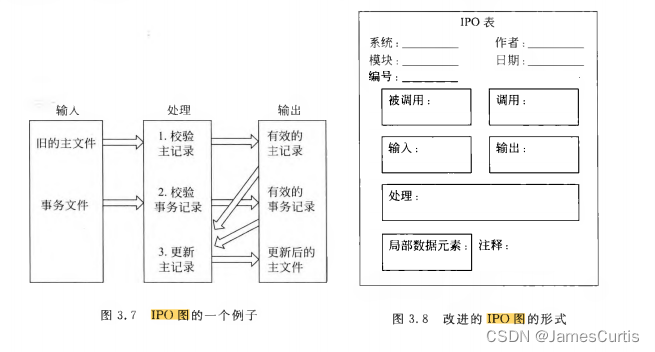 输入
处理
输出
旧的主文件
1. 校验
主记录
有效的
主记录
事务文件
2. 校验
事务记录
有效的
事务记录
3. 更新
主记录
更新后的
主文件
图 3.7 IPO 图的一个例子
IPO 表
系统：
作者：
模块：
日期：
编号：
被调用：
调用：
输入：
输出：
处理：
局部数据元素：
注释：
图 3.8 改进的 IPO 图的形式
CSDN @JamesCurtis